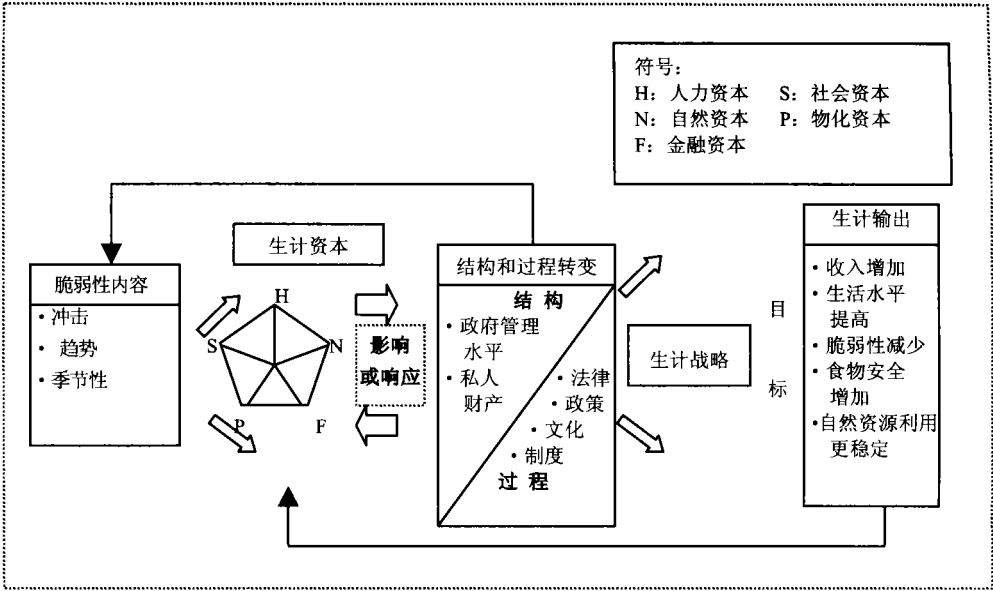 符号：
H：人力资本 S：社会资本
N：自然资本 P：物化资本
F：金融资本
生计资本
脆弱性内容
·冲击
·趋势
·季节性
H
S
N
P
F
影响
或响应
结构和过程转变
结 构
·政府管理
水平
·私人
财产
·法律
·政策
·文化
·制度
过 程
生计战略
目
标
生计输出
·收入增加
·生活水平
提高
·脆弱性减少
·食物安全
增加
·自然资源利用
更稳定